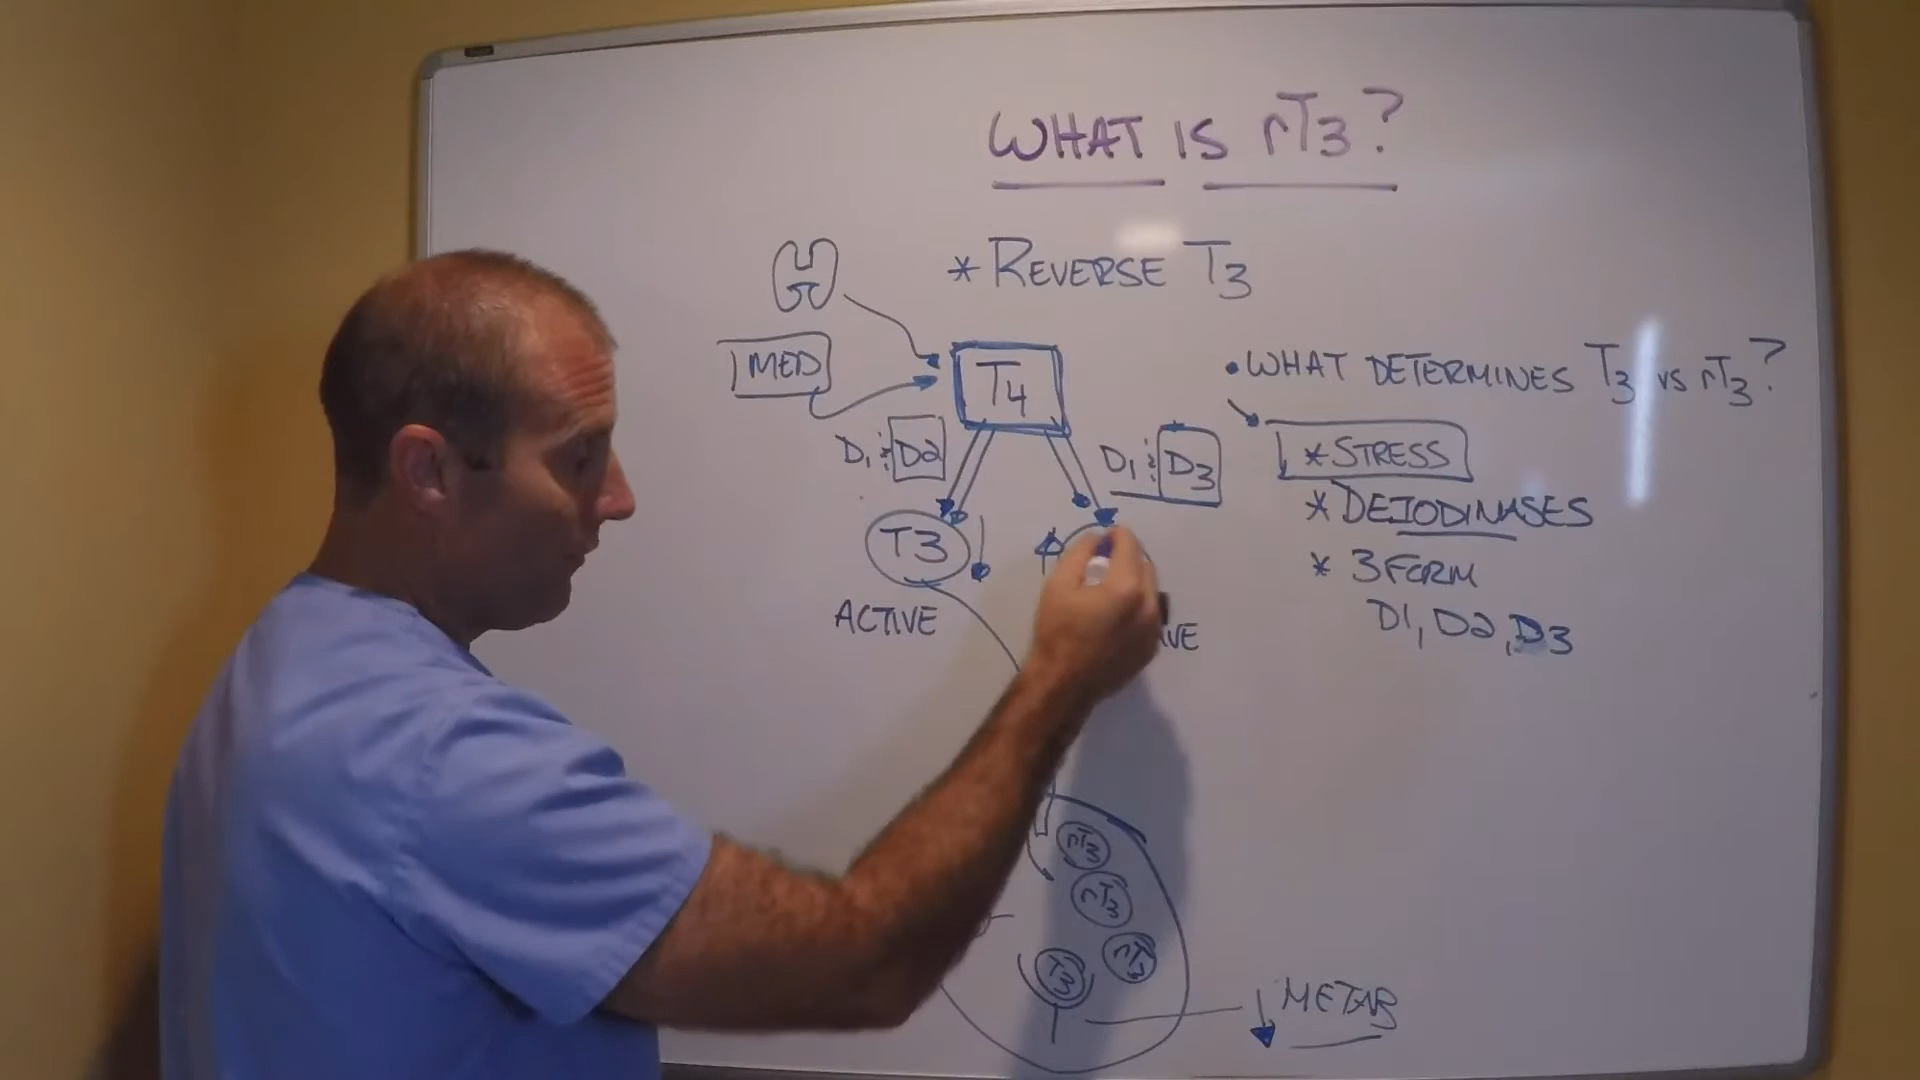 WHAT IS rT3?
* REVERSE T3
MED
T4
• WHAT DETERMINES T3 vs rT3?
D1 & D2
D1 & D3
* STRESS
* DEIODINASES
T3
* 3 FORM
ACTIVE
D1, D2, D3
rT3
rT3
rT3
T3
METAB